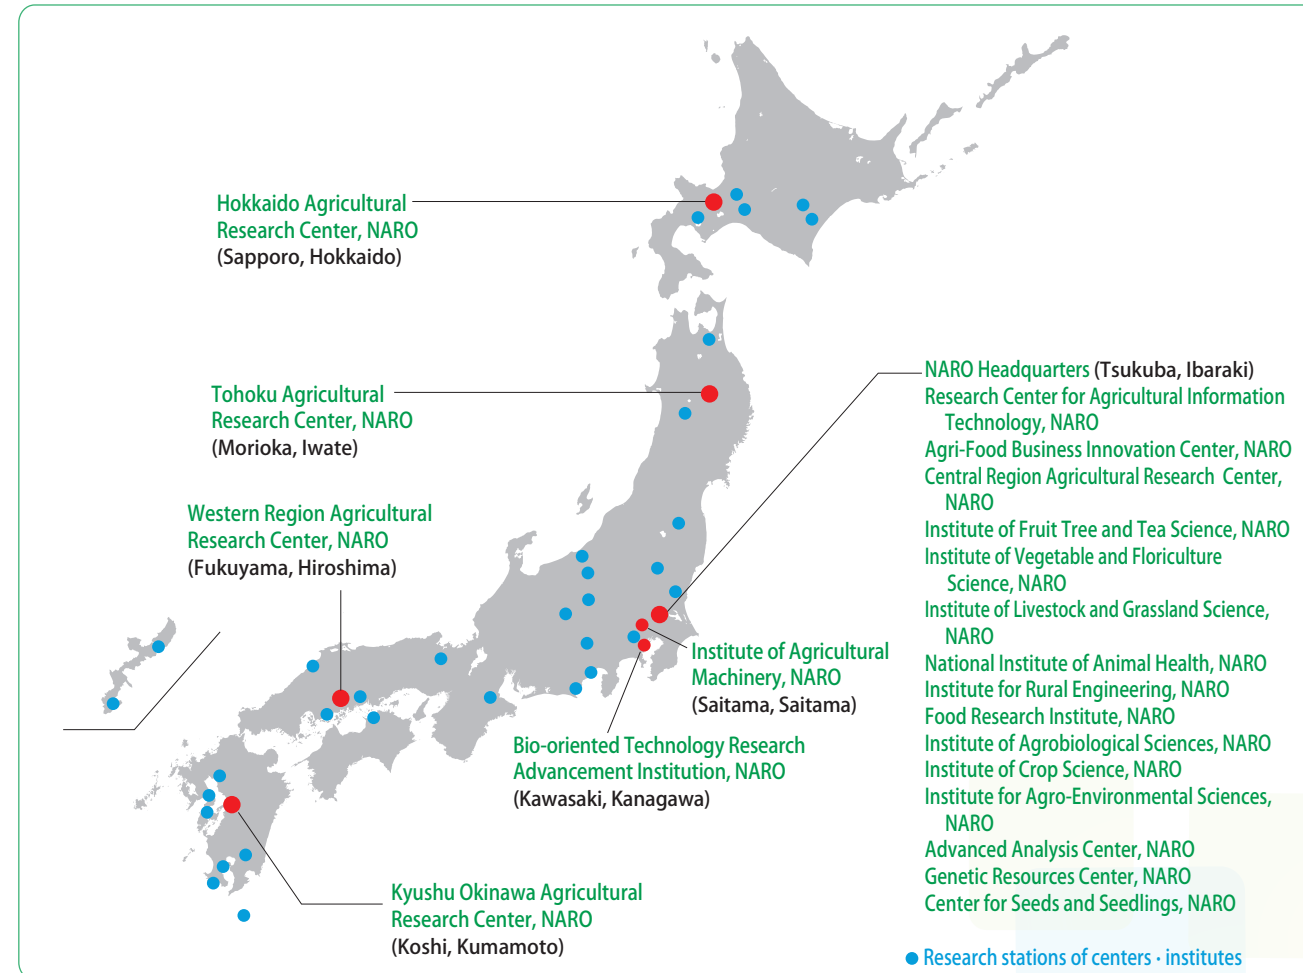 Hokkaido Agricultural
Research Center, NARO
(Sapporo, Hokkaido)
Tohoku Agricultural
Research Center, NARO
(Morioka, Iwate)
Western Region Agricultural
Research Center, NARO
(Fukuyama, Hiroshima)
NARO Headquarters (Tsukuba, Ibaraki)
Research Center for Agricultural Information
Technology, NARO
Agri-Food Business Innovation Center, NARO
Central Region Agricultural Research Center,
NARO
Institute of Fruit Tree and Tea Science, NARO
Institute of Vegetable and Floriculture
Science, NARO
Institute of Livestock and Grassland Science,
NARO
National Institute of Animal Health, NARO
Institute for Rural Engineering, NARO
Food Research Institute, NARO
Institute of Agrobiological Sciences, NARO
Institute of Crop Science, NARO
Institute for Agro-Environmental Sciences,
NARO
Advanced Analysis Center, NARO
Genetic Resources Center, NARO
Center for Seeds and Seedlings, NARO
Institute of Agricultural
Machinery, NARO
(Saitama, Saitama)
Bio-oriented Technology Research
Advancement Institution, NARO
(Kawasaki, Kanagawa)
Kyushu Okinawa Agricultural
Research Center, NARO
(Koshi, Kumamoto)
Research stations of centers · institutes